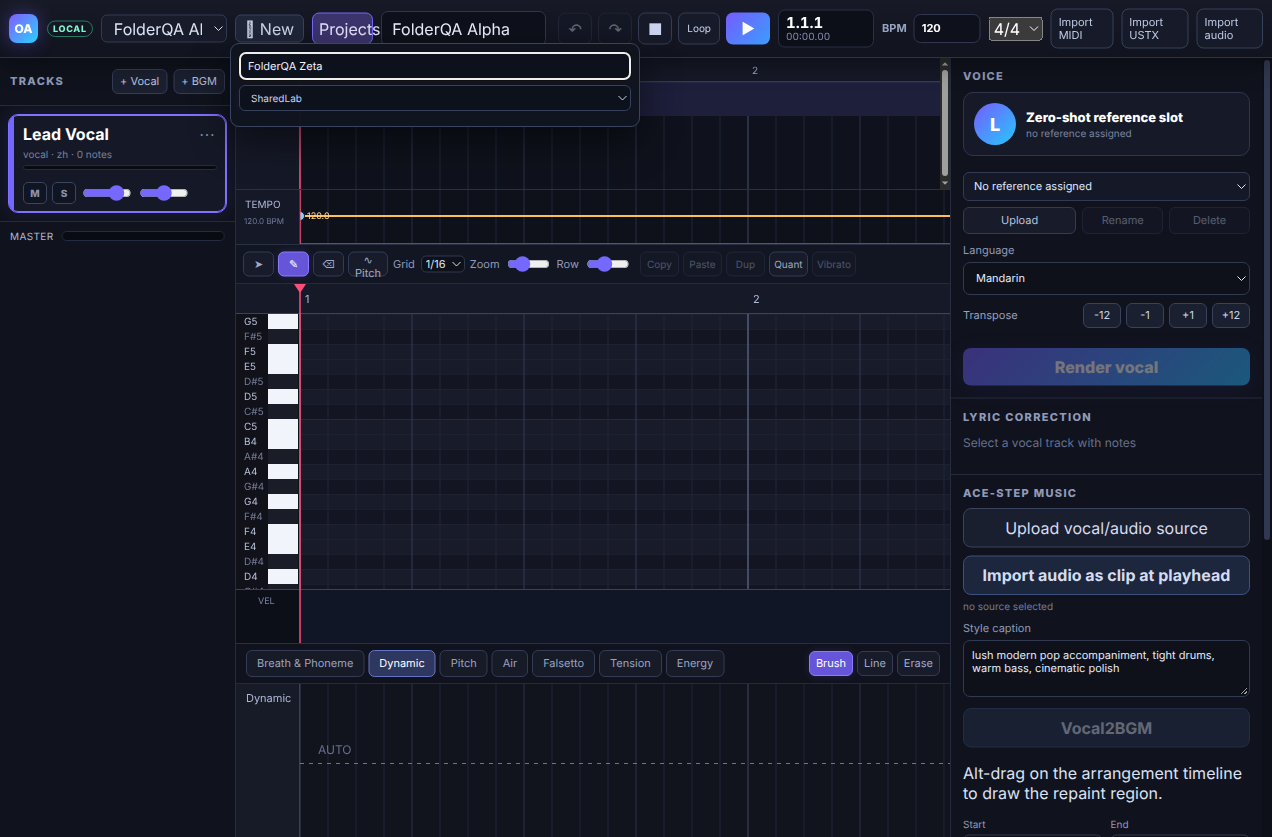 OA LOCAL FolderQA Al New Projects FolderQA Alpha Loop 1.1.1 00:00.00 BPM 120 4/4 Import MIDI Import USTX Import audio
TRACKS + Vocal + BGM
FolderQA Zeta
SharedLab
2
Lead Vocal ...
vocal · zh · 0 notes
M S
MASTER
TEMPO
120.0 BPM
120.0
Pitch Grid 1/16 Zoom Row Copy Paste Dup Quant Vibrato
1 2
G5
F#5
F5
E5
D#5
D5
C#5
C5
B4
A#4
A4
G#4
G4
F#4
F4
E4
D#4
D4
VEL
Breath & Phoneme Dynamic Pitch Air Falsetto Tension Energy Brush Line Erase
Dynamic
AUTO
VOICE
L Zero-shot reference slot
no reference assigned
No reference assigned
Upload Rename Delete
Language
Mandarin
Transpose -12 -1 +1 +12
Render vocal
LYRIC CORRECTION
Select a vocal track with notes
ACE-STEP MUSIC
Upload vocal/audio source
Import audio as clip at playhead
no source selected
Style caption
lush modern pop accompaniment, tight drums,
warm bass, cinematic polish
Vocal2BGM
Alt-drag on the arrangement timeline
to draw the repaint region.
Start End